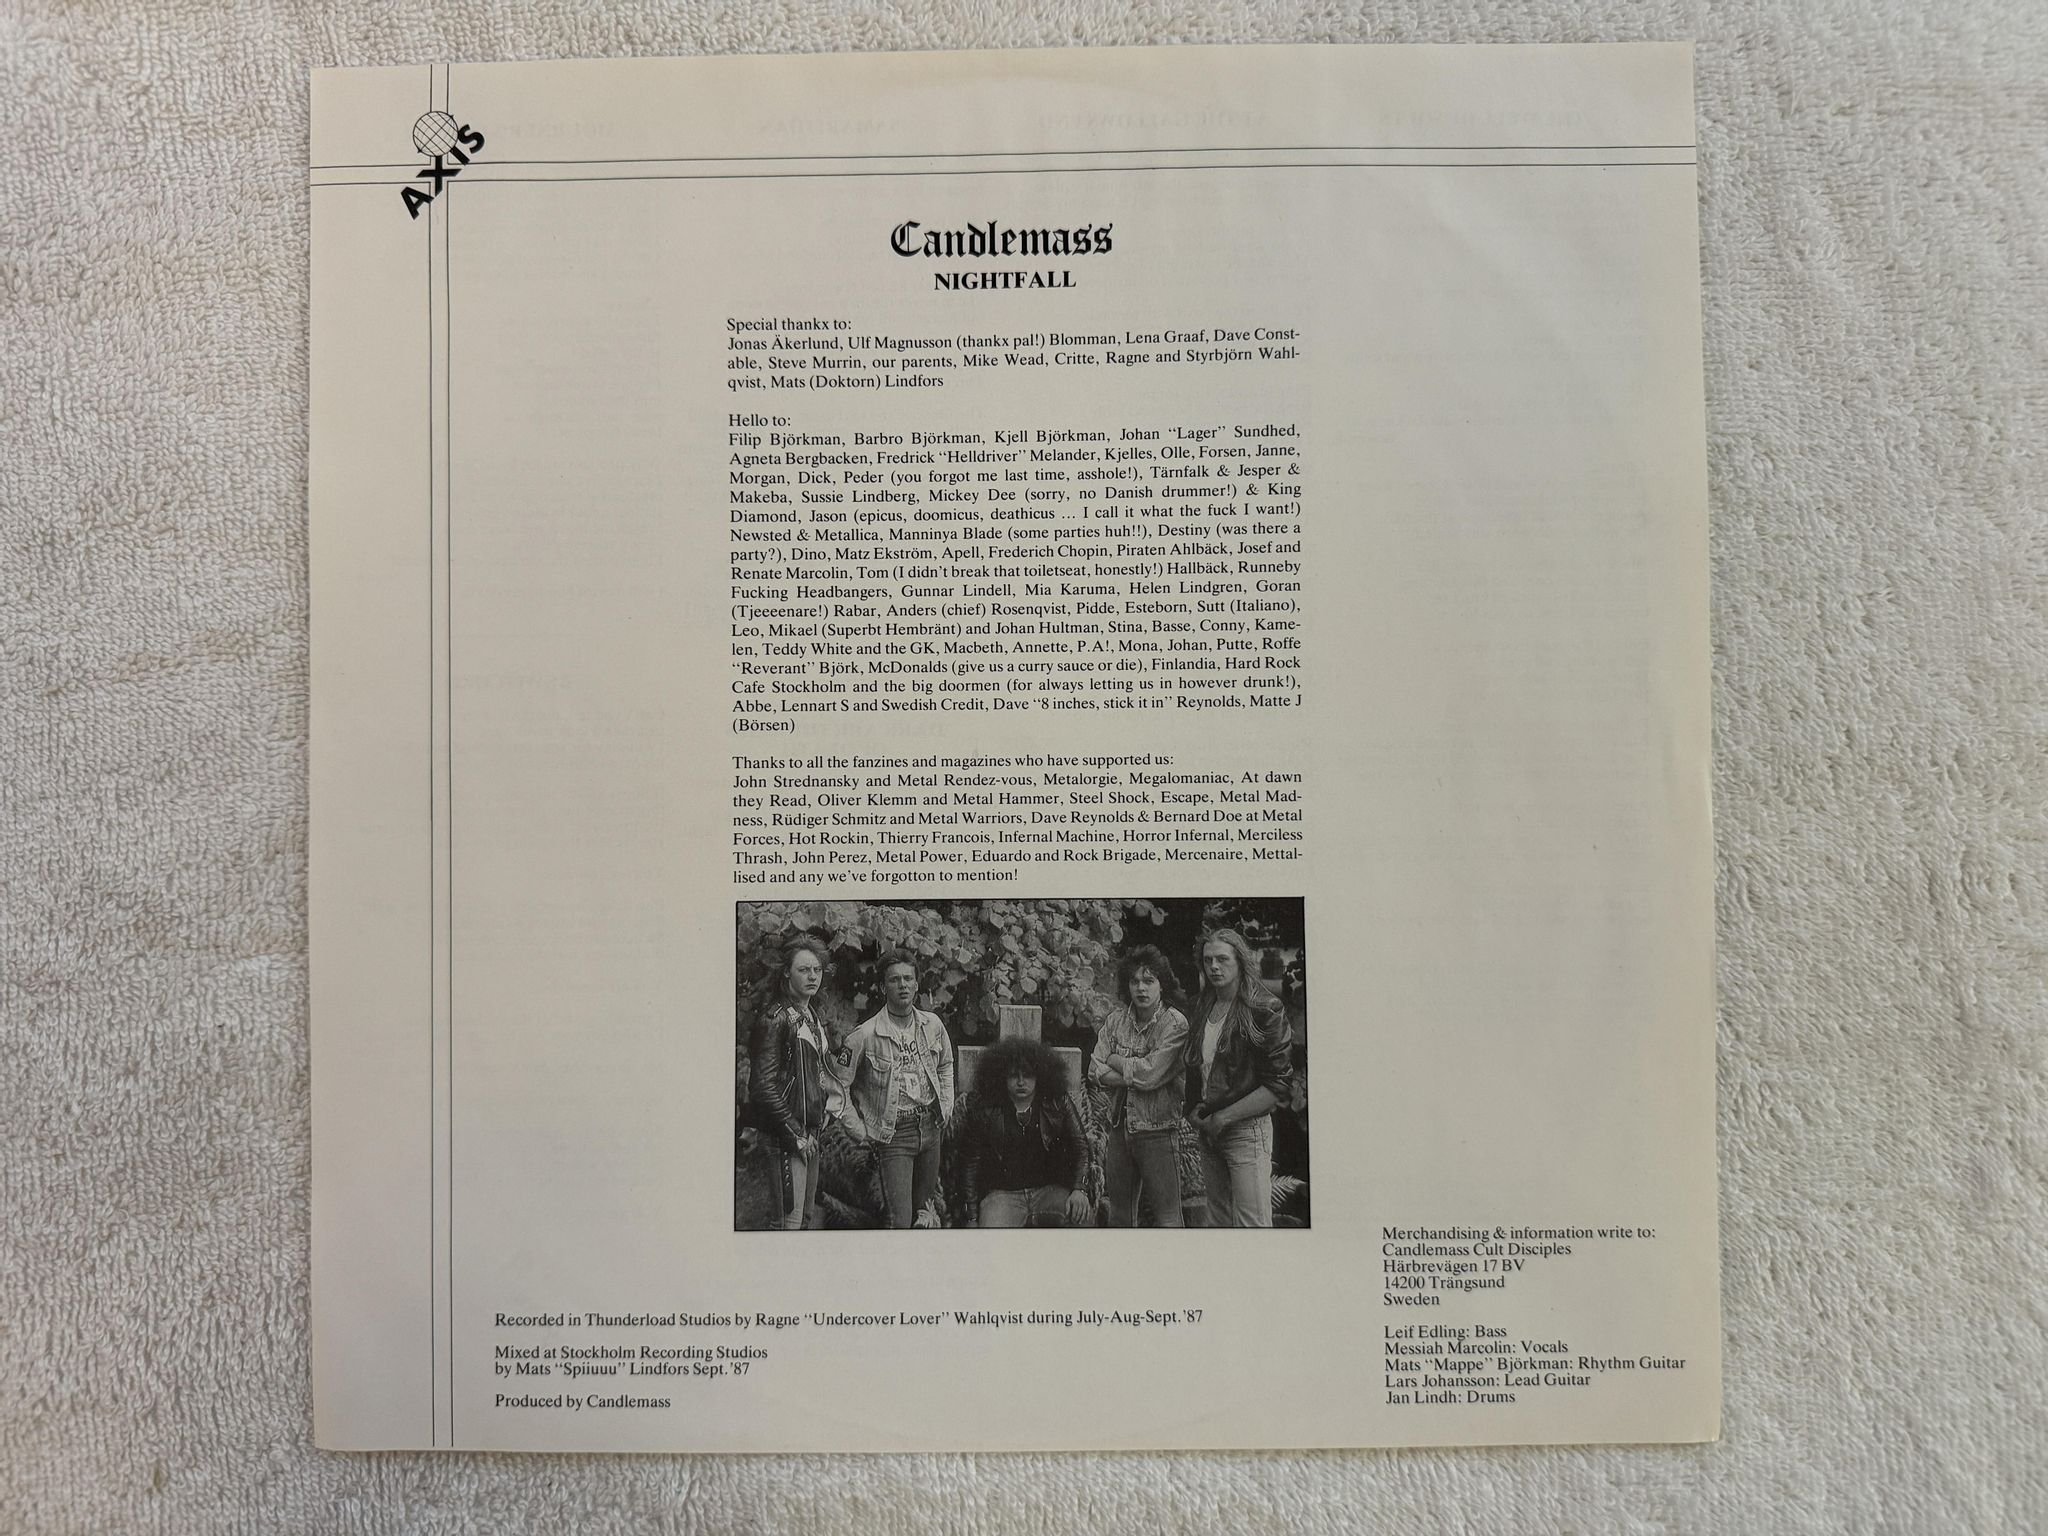 AXIS
Candlemass
NIGHTFALL
Special thankx to:
Jonas Åkerlund, Ulf Magnusson (thankx pal!) Blomman, Lena Graaf, Dave Const-
able, Steve Murrin, our parents, Mike Wead, Critte, Ragne and Styrbjörn Wahl-
qvist, Mats (Doktorn) Lindfors
Hello to:
Filip Björkman, Barbro Björkman, Kjell Björkman, Johan “Lager” Sundhed,
Agneta Bergbacken, Fredrick “Helldriver” Melander, Kjelles, Olle, Forsen, Janne,
Morgan, Dick, Peder (you forgot me last time, asshole!), Tärnfalk & Jesper &
Makeba, Sussie Lindberg, Mickey Dee (sorry, no Danish drummer!) & King
Diamond, Jason (epicus, doomicus, deathicus ... I call it what the fuck I want!)
Newsted & Metallica, Manninya Blade (some parties huh!!), Destiny (was there a
party?), Dino, Matz Ekström, Apell, Frederich Chopin, Piraten Ahlbäck, Josef and
Renate Marcolin, Tom (I didn't break that toiletseat, honestly!) Hallbäck, Runneby
Fucking Headbangers, Gunnar Lindell, Mia Karuma, Helen Lindgren, Goran
(Tjeeeenare!) Rabar, Anders (chief) Rosenqvist, Pidde, Esteborn, Sutt (Italiano),
Leo, Mikael (Superbt Hembränt) and Johan Hultman, Stina, Basse, Conny, Kame-
len, Teddy White and the GK, Macbeth, Annette, P.A!, Mona, Johan, Putte, Roffe
“Reverant” Björk, McDonalds (give us a curry sauce or die), Finlandia, Hard Rock
Cafe Stockholm and the big doormen (for always letting us in however drunk!),
Abbe, Lennart S and Swedish Credit, Dave “8 inches, stick it in” Reynolds, Matte J
(Börsen)
Thanks to all the fanzines and magazines who have supported us:
John Strednansky and Metal Rendez-vous, Metalorgie, Megalomaniac, At dawn
they Read, Oliver Klemm and Metal Hammer, Steel Shock, Escape, Metal Mad-
ness, Rüdiger Schmitz and Metal Warriors, Dave Reynolds & Bernard Doe at Metal
Forces, Hot Rockin, Thierry Francois, Infernal Machine, Horror Infernal, Merciless
Thrash, John Perez, Metal Power, Eduardo and Rock Brigade, Mercenaire, Mettal-
lised and any we've forgotton to mention!
Merchandising & information write to:
Candlemass Cult Disciples
Härbrevägen 17 BV
14200 Trängsund
Sweden
Recorded in Thunderload Studios by Ragne “Undercover Lover” Wahlqvist during July-Aug-Sept.'87
Mixed at Stockholm Recording Studios
by Mats “Spiiuuu” Lindfors Sept.'87
Produced by Candlemass
Leif Edling: Bass
Messiah Marcolin: Vocals
Mats “Mappe” Björkman: Rhythm Guitar
Lars Johansson: Lead Guitar
Jan Lindh: Drums